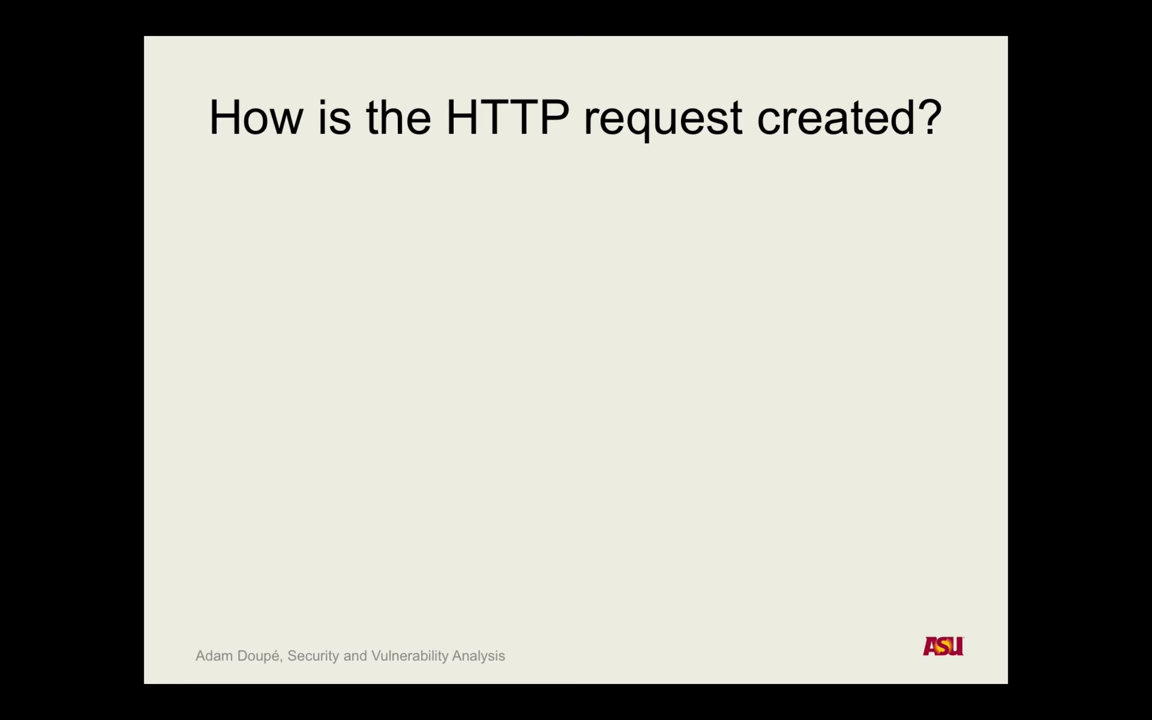 How is the HTTP request created?
Adam Doupé, Security and Vulnerability Analysis
ASU